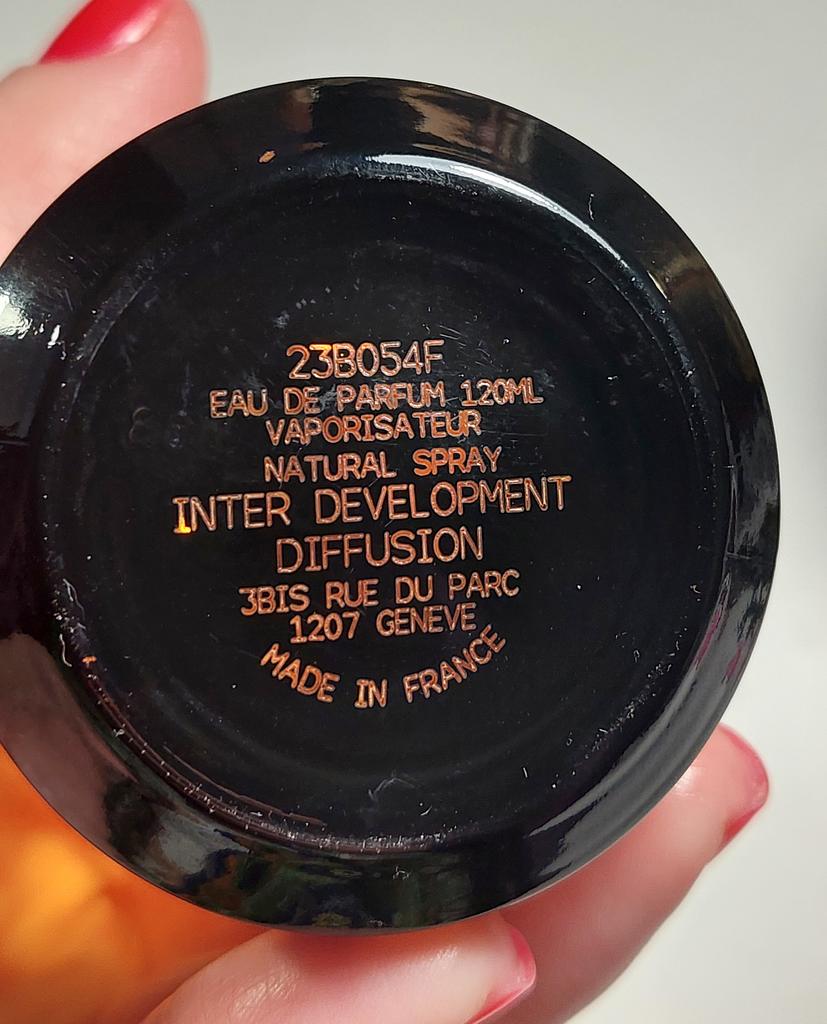 23B054F
EAU DE PARFUM 120ML
VAPORISATEUR
NATURAL SPRAY
INTER DEVELOPMENT
DIFFUSION
3BIS RUE DU PARC
1207 GENEVE
MADE IN FRANCE